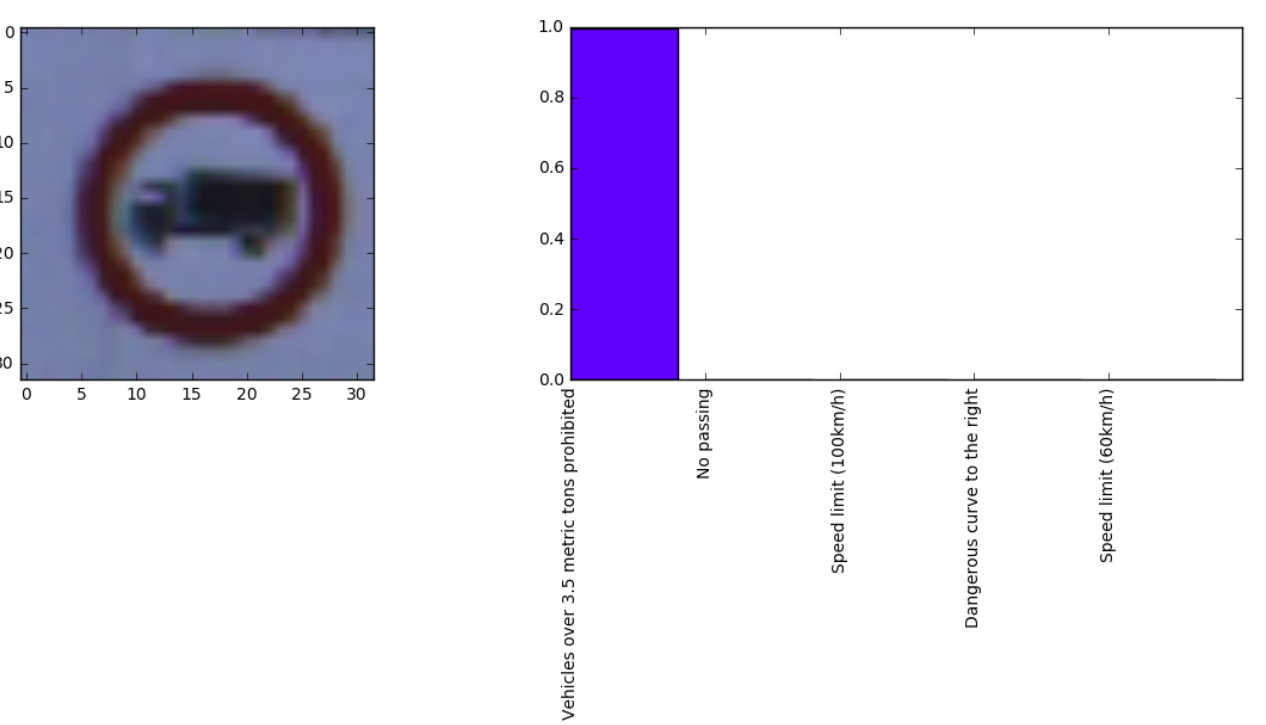 0
5
10
15
20
25
30
0 5 10 15 20 25 30
1.0
0.8
0.6
0.4
0.2
0.0
Vehicles over 3.5 metric tons prohibited
No passing
Speed limit (100km/h)
Dangerous curve to the right
Speed limit (60km/h)